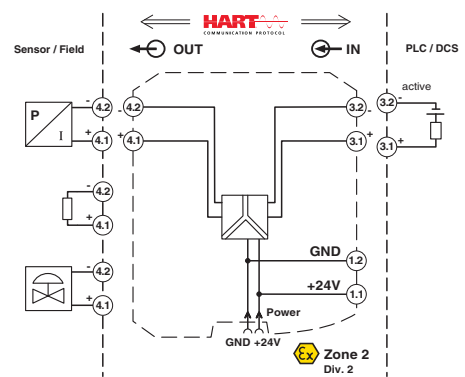 HART
COMMUNICATION PROTOCOL
Sensor / Field
OUT
IN
PLC / DCS
active
P
I
- 4.2
4.2 -
3.2 -
3.2 -
+ 4.1
4.1 +
3.1 +
3.1 +
- 4.2
+ 4.1
- 4.2
+ 4.1
GND 1.2
+24V 1.1
Power
GND +24V
Ex Zone 2
Div. 2